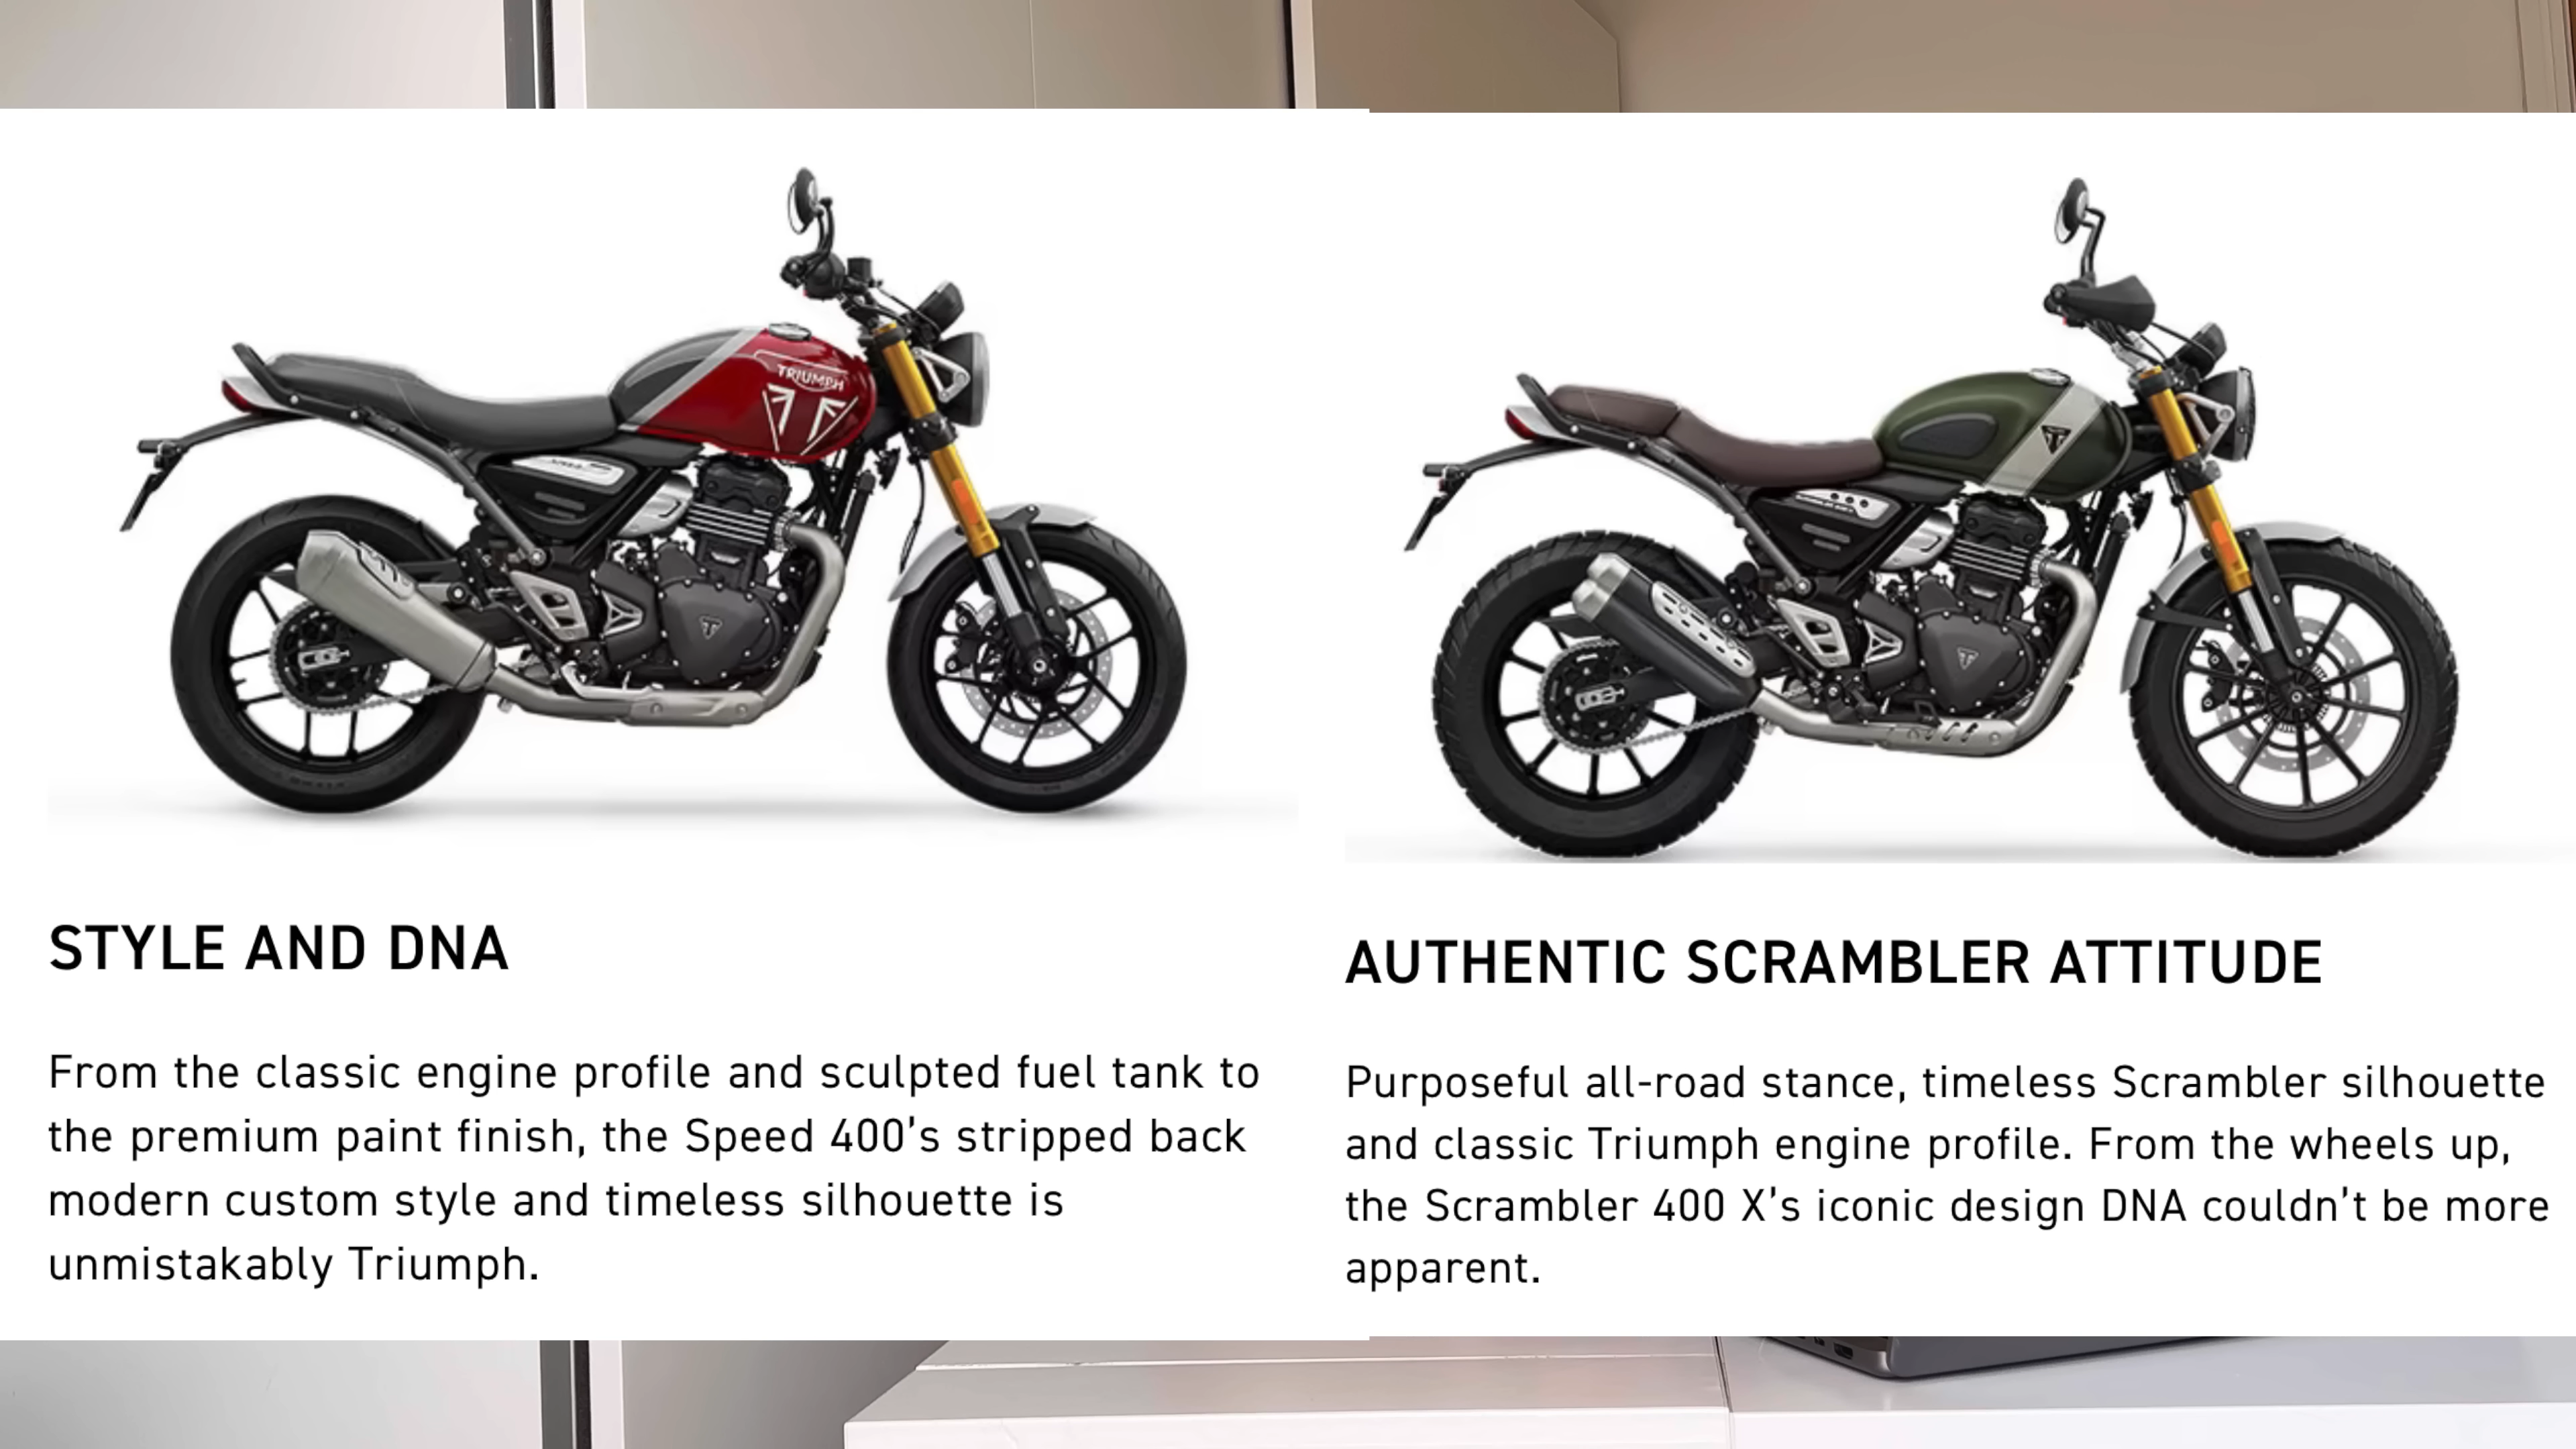 TRIUMPH
STYLE AND DNA
From the classic engine profile and sculpted fuel tank to
the premium paint finish, the Speed 400's stripped back
modern custom style and timeless silhouette is
unmistakably Triumph.
AUTHENTIC SCRAMBLER ATTITUDE
Purposeful all-road stance, timeless Scrambler silhouette
and classic Triumph engine profile. From the wheels up,
the Scrambler 400 X's iconic design DNA couldn't be more
apparent.